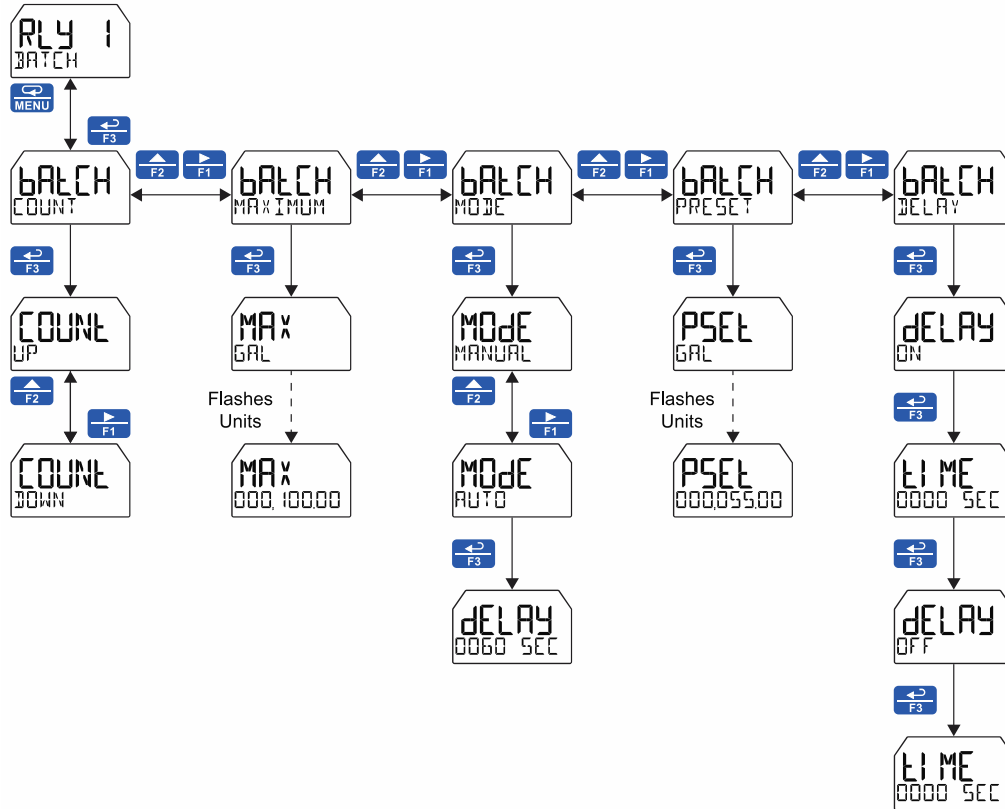 RLY 1
BATCH
MENU
F3
F2 F1 F2 F1 F2 F1 F2 F1
bAtCH bAtCH bAtCH bAtCH bAtCH
COUNT MAXIMUM MODE PRESET DELAY
F3 F3 F3 F3 F3
COUNt MAX MOdE PSEt dELAY
UP GAL MANUAL GAL ON
F2 Flashes F2 Flashes F3
Units Units
F1 F1
COUNt MAX MOdE PSEt tIME
DOWN 000,100.00 AUTO 000,055.00 0000 SEC
F3 F3
dELAY dELAY
0060 SEC OFF
F3
tIME
0000 SEC